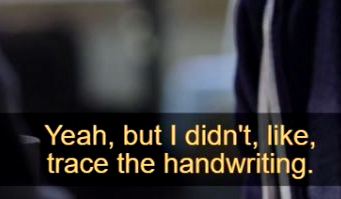 Yeah, but I didn't, like,
trace the handwriting.